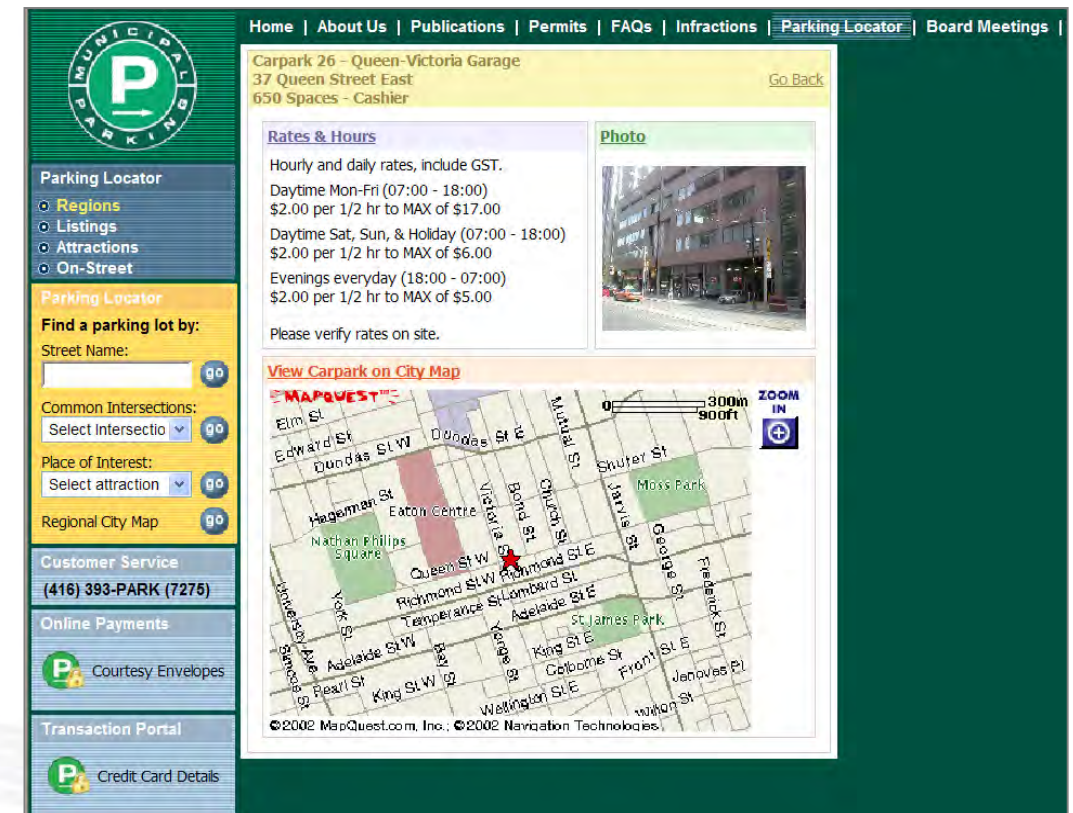 MUNICIPAL
P
PARKING
Home | About Us | Publications | Permits | FAQs | Infractions | Parking Locator | Board Meetings |
Carpark 26 - Queen-Victoria Garage
37 Queen Street East
650 Spaces - Cashier
Go Back
Rates & Hours
Hourly and daily rates, include GST.
Daytime Mon-Fri (07:00 - 18:00)
$2.00 per 1/2 hr to MAX of $17.00
Daytime Sat, Sun, & Holiday (07:00 - 18:00)
$2.00 per 1/2 hr to MAX of $6.00
Evenings everyday (18:00 - 07:00)
$2.00 per 1/2 hr to MAX of $5.00
Please verify rates on site.
Photo
Parking Locator
Regions
Listings
Attractions
On-Street
Parking Locator
Find a parking lot by:
Street Name:
go
Common Intersections:
Select Intersectio
go
Place of Interest:
Select attraction
go
Regional City Map
go
Customer Service
(416) 393-PARK (7275)
Online Payments
P
Courtesy Envelopes
Transaction Portal
P
Credit Card Details
View Carpark on City Map
MAPQUEST
0
300m
900ft
ZOOM
IN
Elm St
Edward St
Dundas St W
Dundas St E
Mutual St
Shuter St
Moss Park
Hagerman St
Eaton Centre
Victoria St
Bond St
Church St
Jarvis St
George St
Frederick St
Nathan Philips
Square
Queen St W
Richmond St W
Richmond St E
Temperance St
Lombard St
Adelaide St E
St James Park
University Ave
York St
Simcoe St
Adelaide St W
Bay St
Yonge St
King St E
Colborne St
Front St E
Jenoves Pl
Pearl St
King St W
Wellington St E
Wilton St
©2002 MapQuest.com, Inc.; ©2002 Navigation Technologies